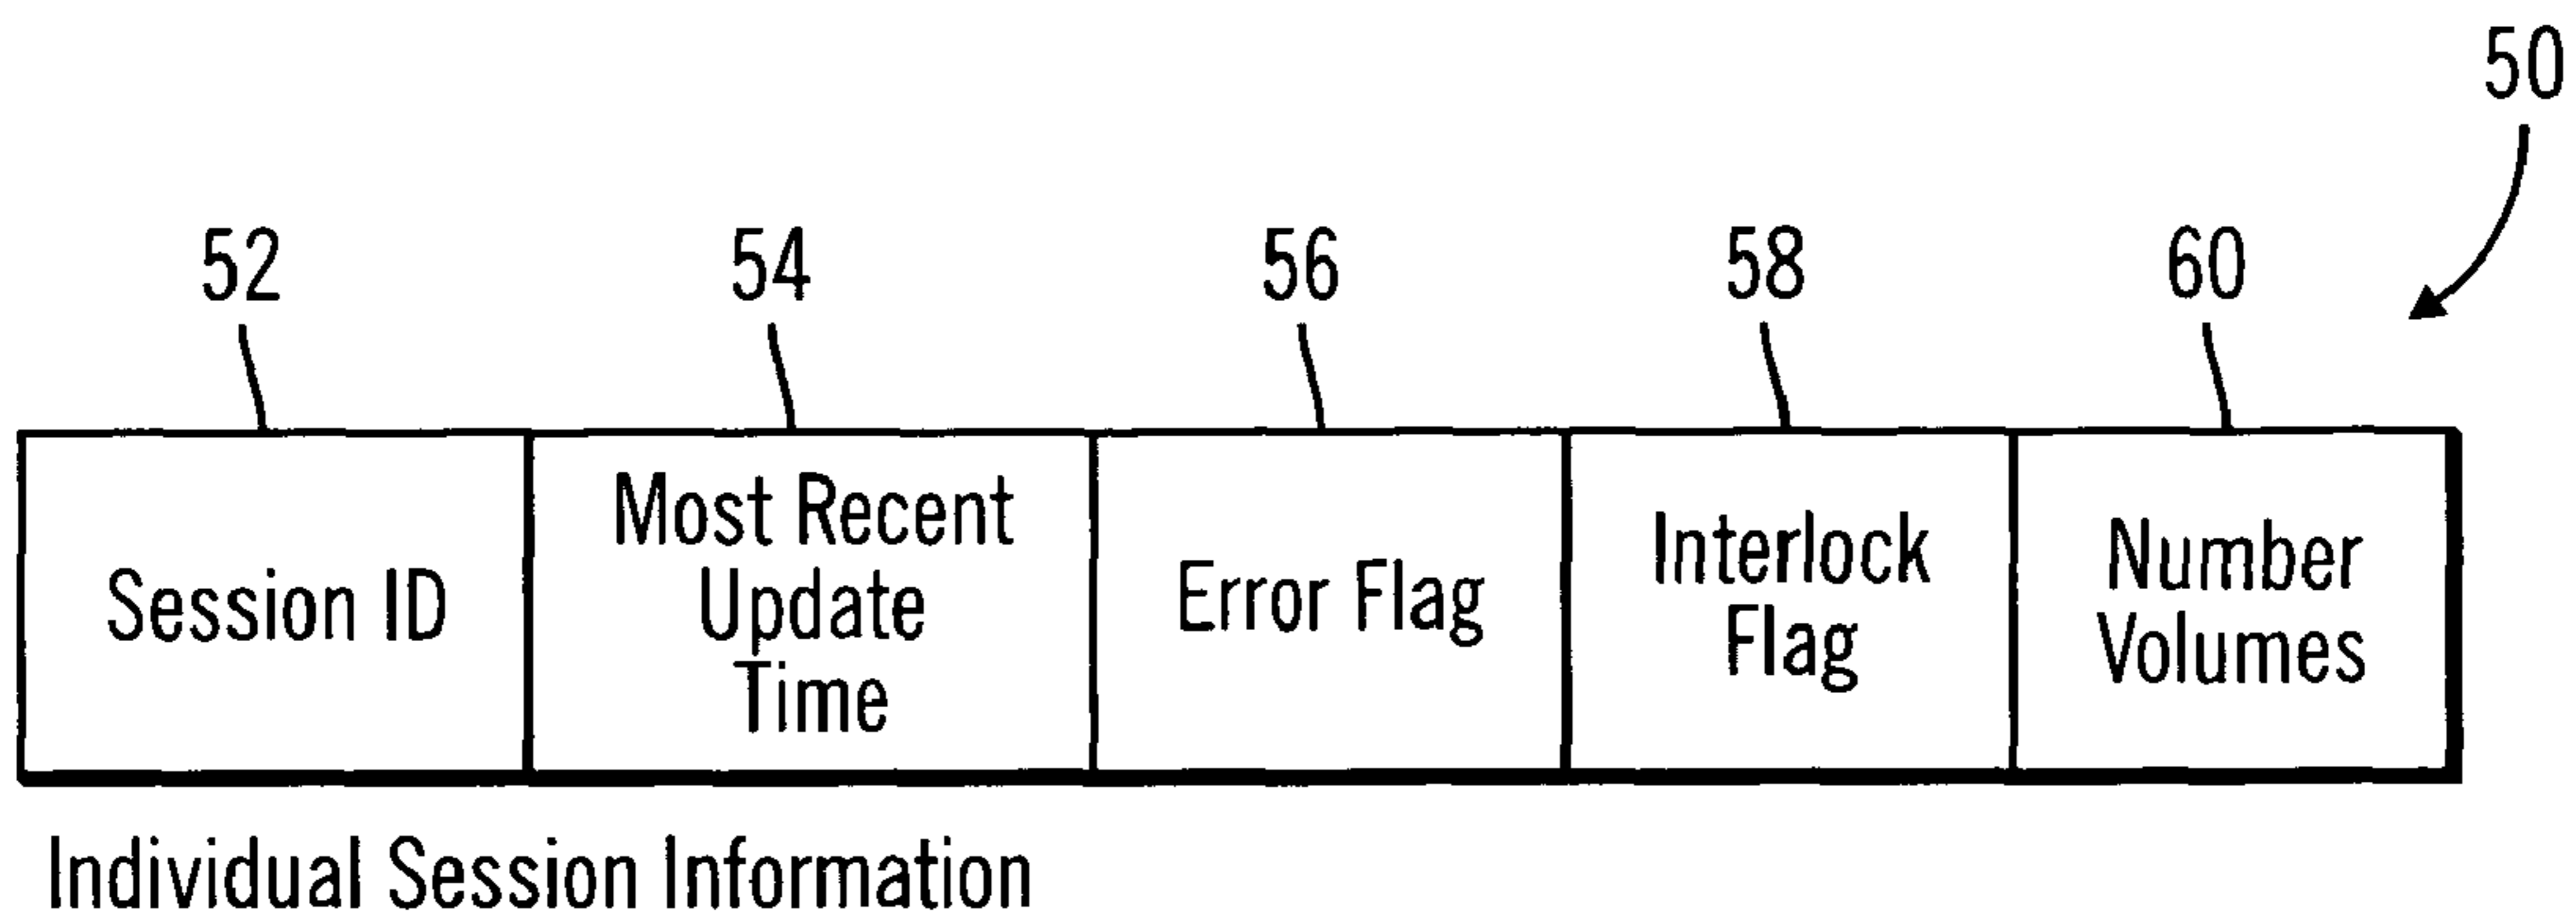 50
52 54 56 58 60
Session ID
Most Recent
Update
Time
Error Flag
Interlock
Flag
Number
Volumes
Individual Session Information